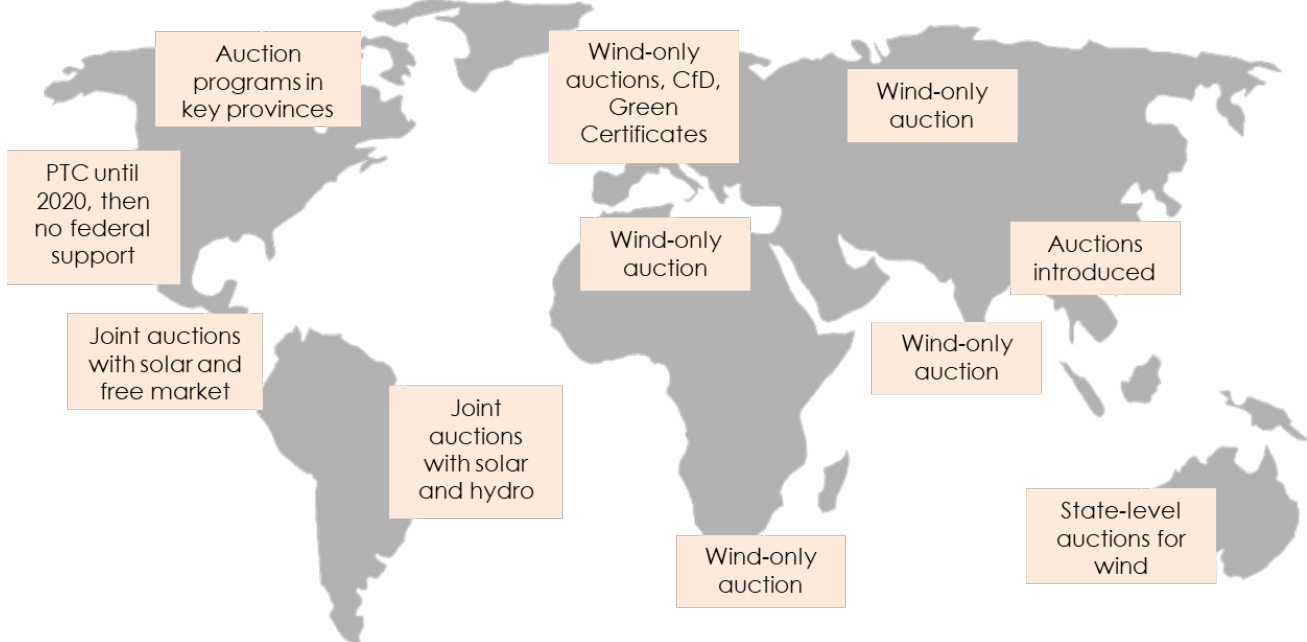 Auction
programs in
key provinces
Wind-only
auctions, CfD,
Green
Certificates
Wind-only
auction
PTC until
2020, then
no federal
support
Wind-only
auction
Auctions
introduced
Joint auctions
with solar and
free market
Wind-only
auction
Joint
auctions
with solar
and hydro
State-level
auctions for
wind
Wind-only
auction